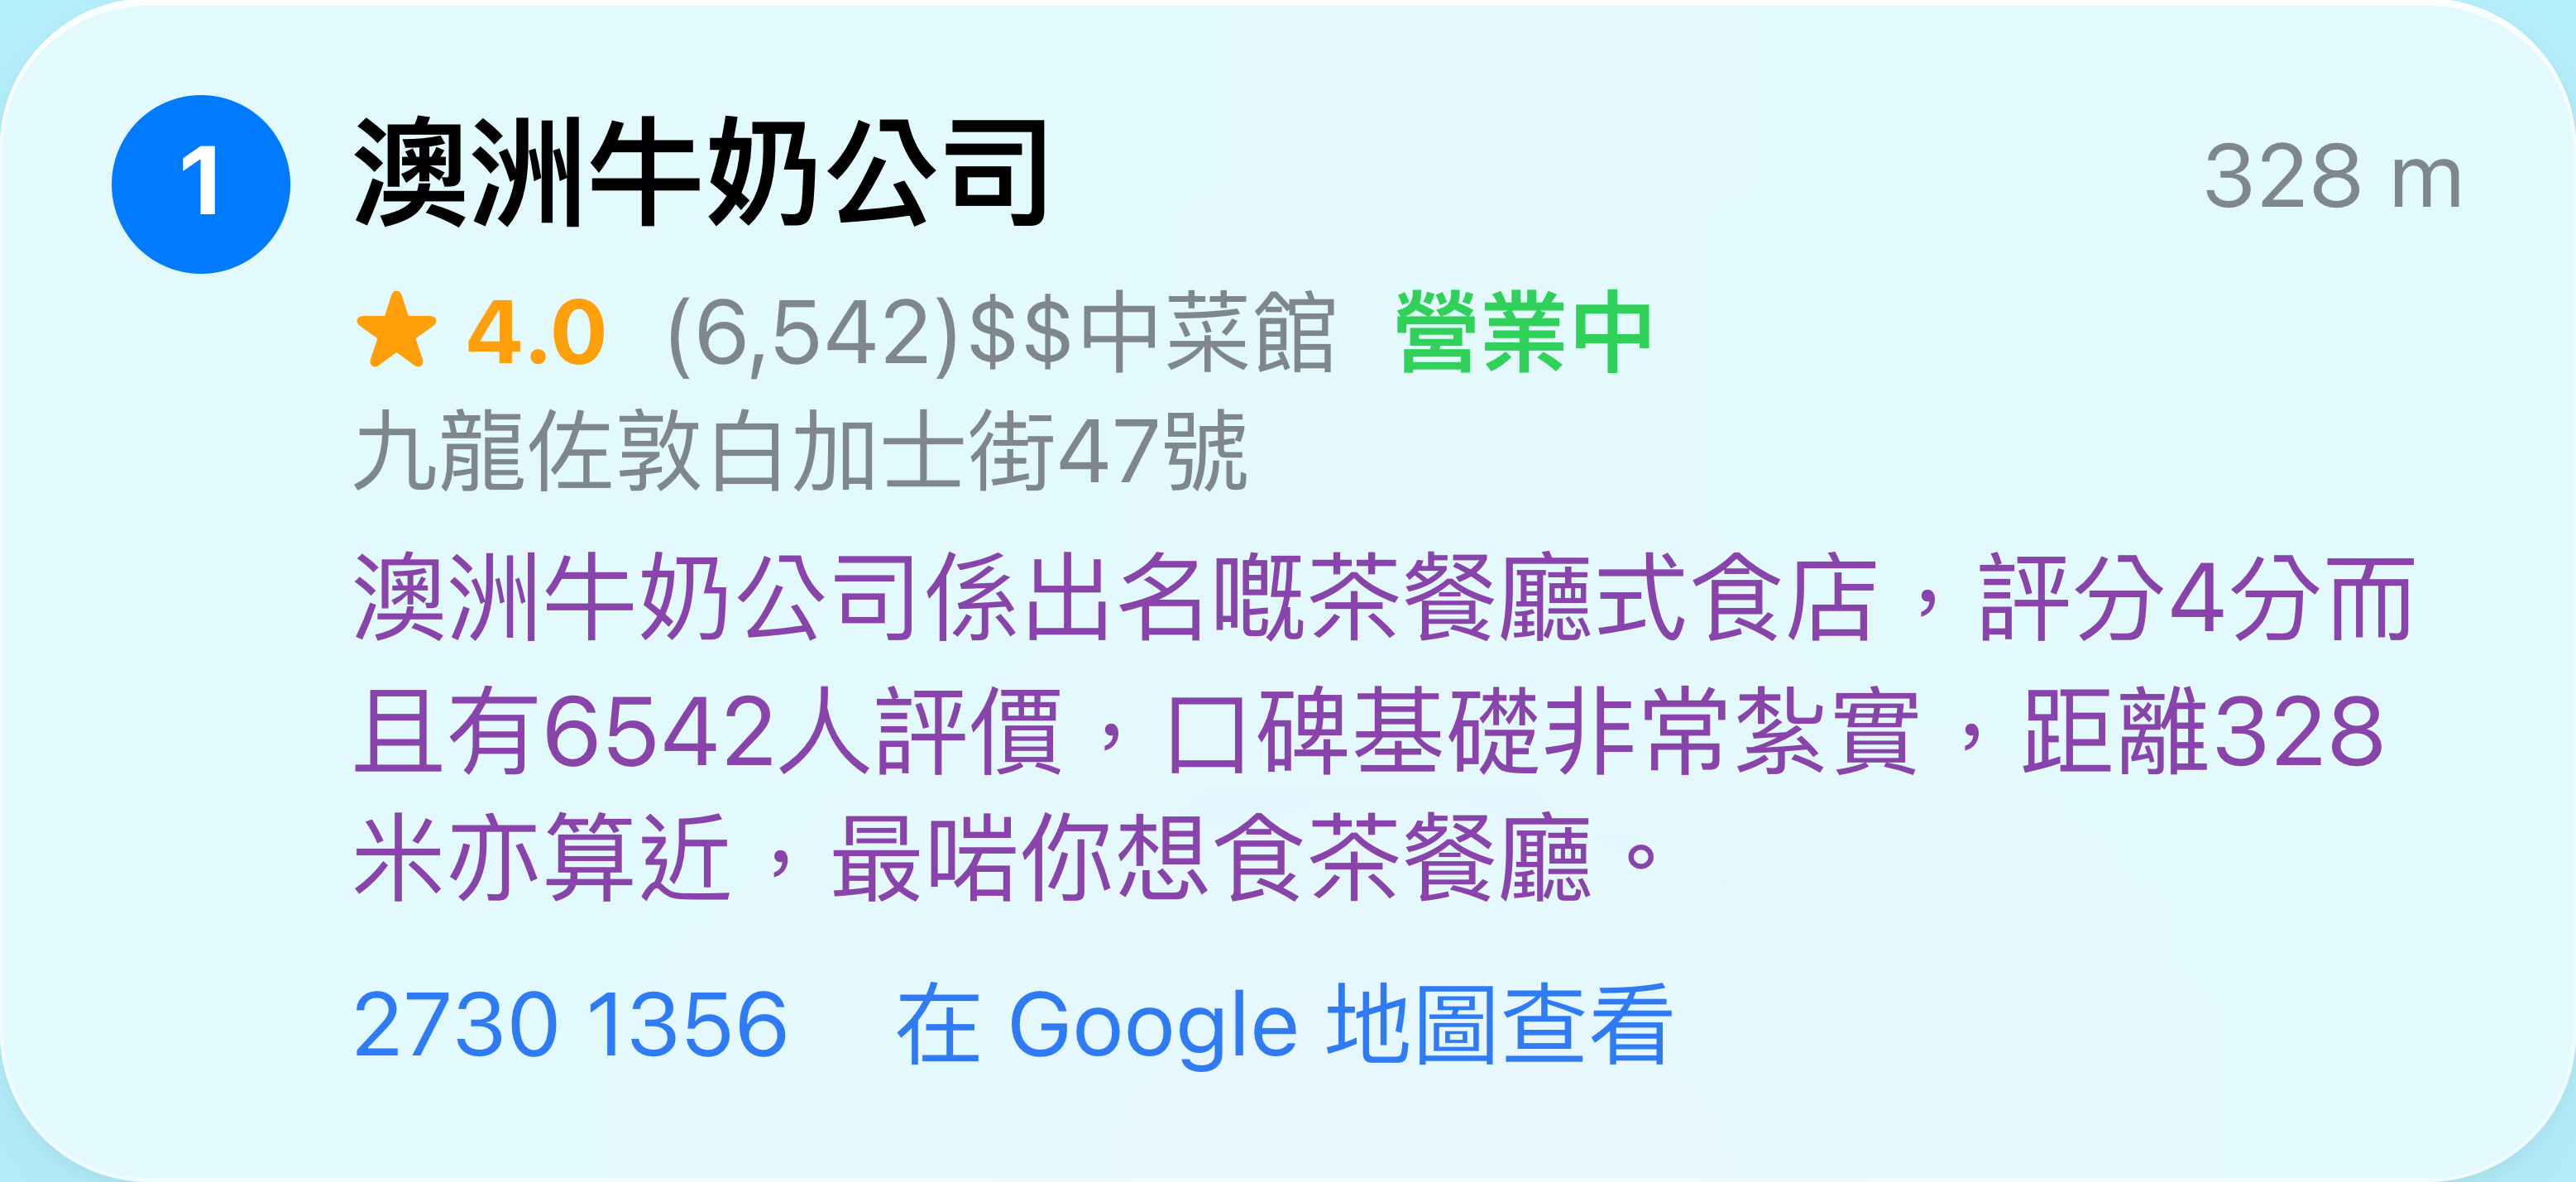 1 澳洲牛奶公司 328 m
★ 4.0 (6,542)$$中菜館 營業中
九龍佐敦白加士街47號
澳洲牛奶公司係出名嘅茶餐廳式食店，評分4分而
且有6542人評價，口碑基礎非常紮實，距離328
米亦算近，最啱你想食茶餐廳。
2730 1356 在 Google 地圖查看